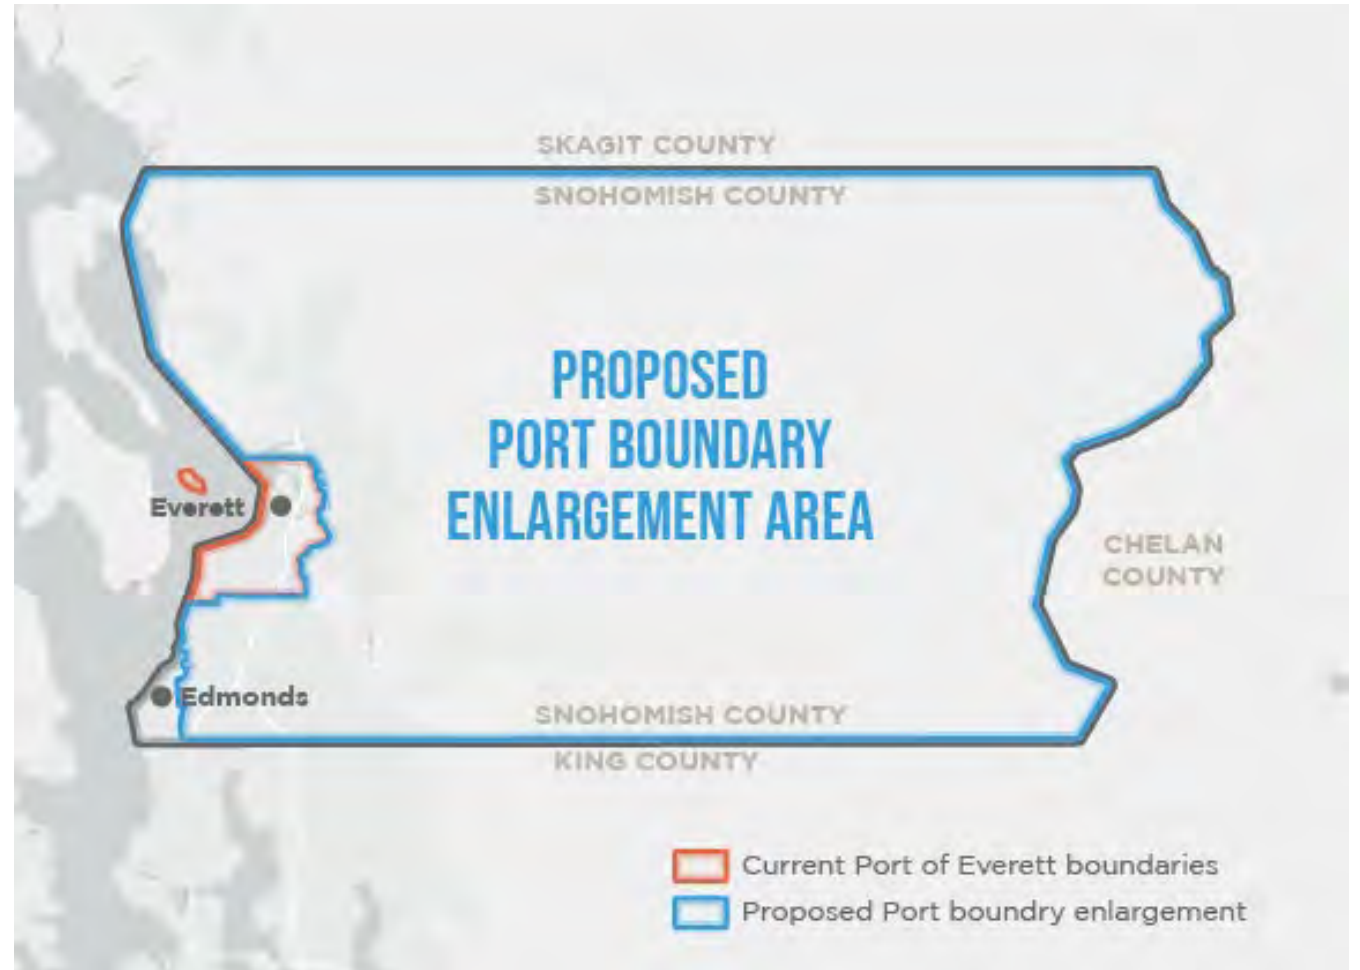 SKAGIT COUNTY
SNOHOMISH COUNTY
PROPOSED
PORT BOUNDARY
ENLARGEMENT AREA
Everett
CHELAN
COUNTY
Edmonds
SNOHOMISH COUNTY
KING COUNTY
Current Port of Everett boundaries
Proposed Port boundry enlargement